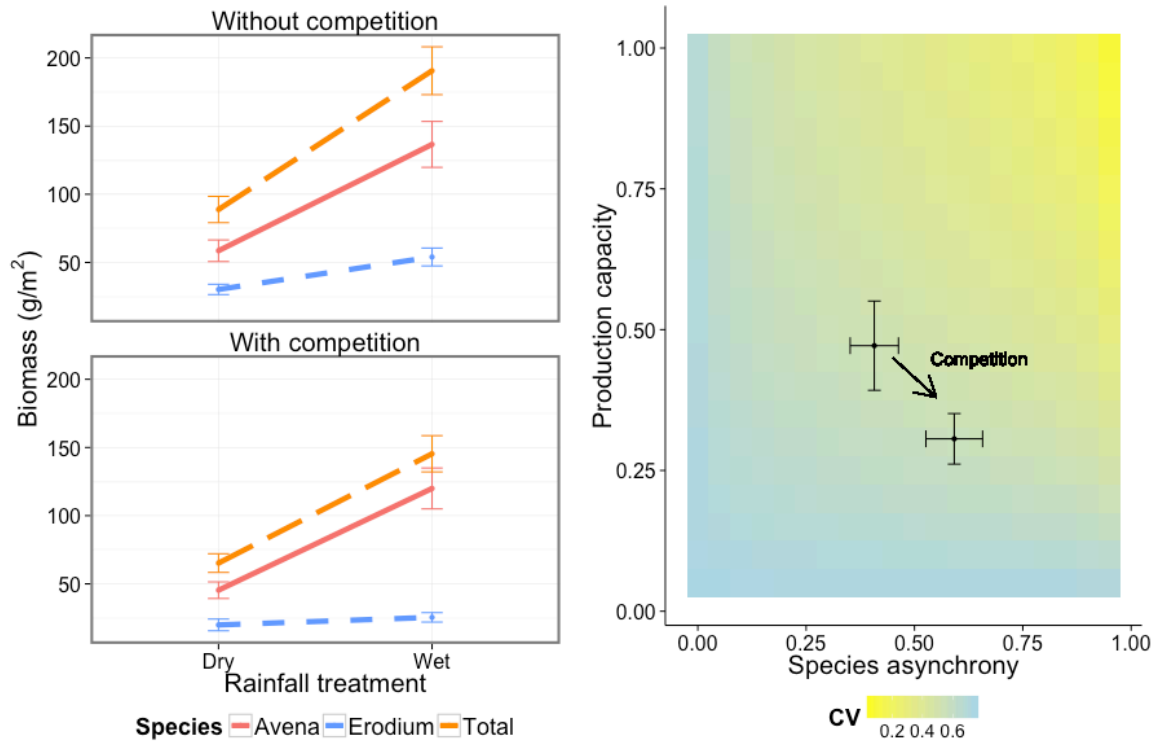 Without competition
200
150
100
50
With competition
200
150
100
50
Biomass (g/m²)
Dry Wet
Rainfall treatment
Species Avena Erodium Total
1.00
0.75
0.50
0.25
0.00
Production capacity
Competition
0.00 0.25 0.50 0.75 1.00
Species asynchrony
CV
0.2 0.4 0.6